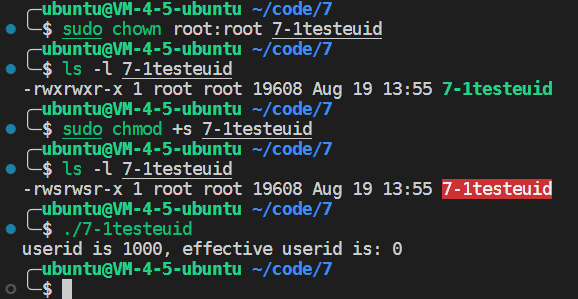 ╭─ubuntu@VM-4-5-ubuntu ~/code/7
╰─$ sudo chown root:root 7-1testeuid
╭─ubuntu@VM-4-5-ubuntu ~/code/7
╰─$ ls -l 7-1testeuid
-rwxrwxr-x 1 root root 19608 Aug 19 13:55 7-1testeuid
╭─ubuntu@VM-4-5-ubuntu ~/code/7
╰─$ sudo chmod +s 7-1testeuid
╭─ubuntu@VM-4-5-ubuntu ~/code/7
╰─$ ls -l 7-1testeuid
-rwsrwsr-x 1 root root 19608 Aug 19 13:55 7-1testeuid
╭─ubuntu@VM-4-5-ubuntu ~/code/7
╰─$ ./7-1testeuid
userid is 1000, effective userid is: 0
╭─ubuntu@VM-4-5-ubuntu ~/code/7
╰─$